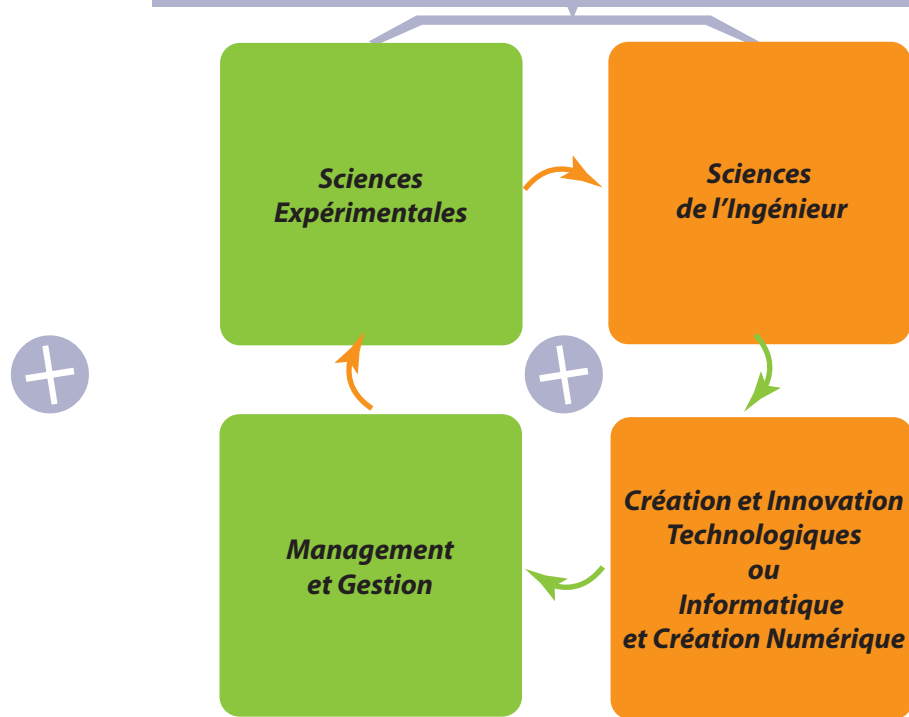 Sciences
Expérimentales
Sciences
de l’Ingénieur
Management
et Gestion
Création et Innovation
Technologiques
ou
Informatique
et Création Numérique